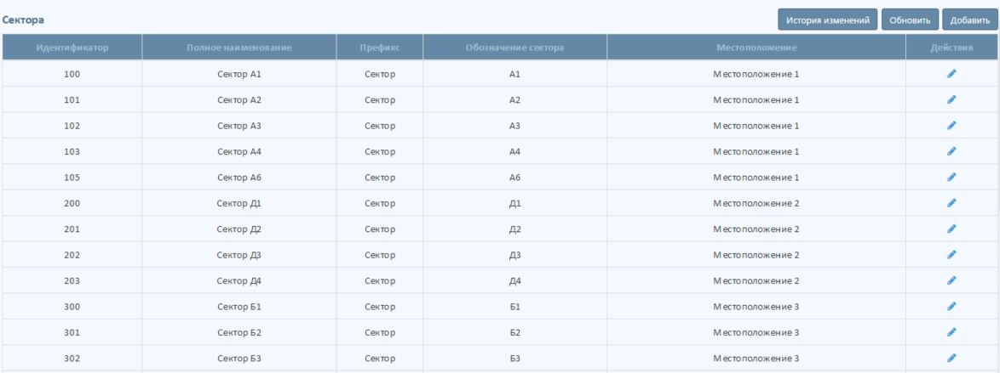 Сектора
История изменений Обновить Добавить
Идентификатор Полное наименование Префикс Обозначение сектора Местоположение Действия
100 Сектор А1 Сектор А1 Местоположение 1
101 Сектор А2 Сектор А2 Местоположение 1
102 Сектор А3 Сектор А3 Местоположение 1
103 Сектор А4 Сектор А4 Местоположение 1
105 Сектор А6 Сектор А6 Местоположение 1
200 Сектор Д1 Сектор Д1 Местоположение 2
201 Сектор Д2 Сектор Д2 Местоположение 2
202 Сектор Д3 Сектор Д3 Местоположение 2
203 Сектор Д4 Сектор Д4 Местоположение 2
300 Сектор Б1 Сектор Б1 Местоположение 3
301 Сектор Б2 Сектор Б2 Местоположение 3
302 Сектор Б3 Сектор Б3 Местоположение 3